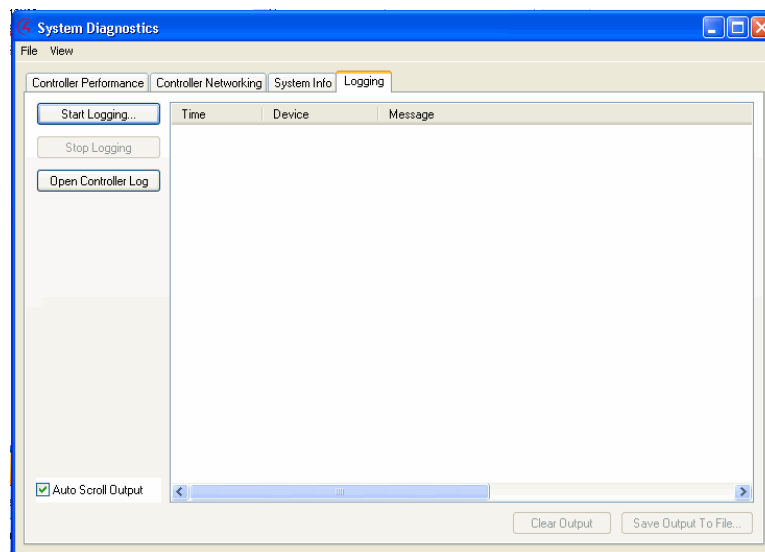 System Diagnostics
File View
Controller Performance Controller Networking System Info Logging
Start Logging... Time Device Message
Stop Logging
Open Controller Log
Auto Scroll Output
Clear Output Save Output To File...